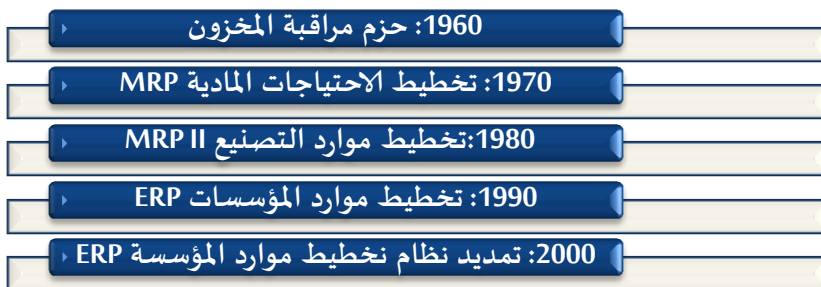 1960: حزم مراقبة المخزون
1970: تخطيط الاحتياجات المادية MRP
1980:تخطيط موارد التصنيع MRP II
1990: تخطيط موارد المؤسسات ERP
2000: تمديد نظام نخطيط موارد المؤسسة ERP